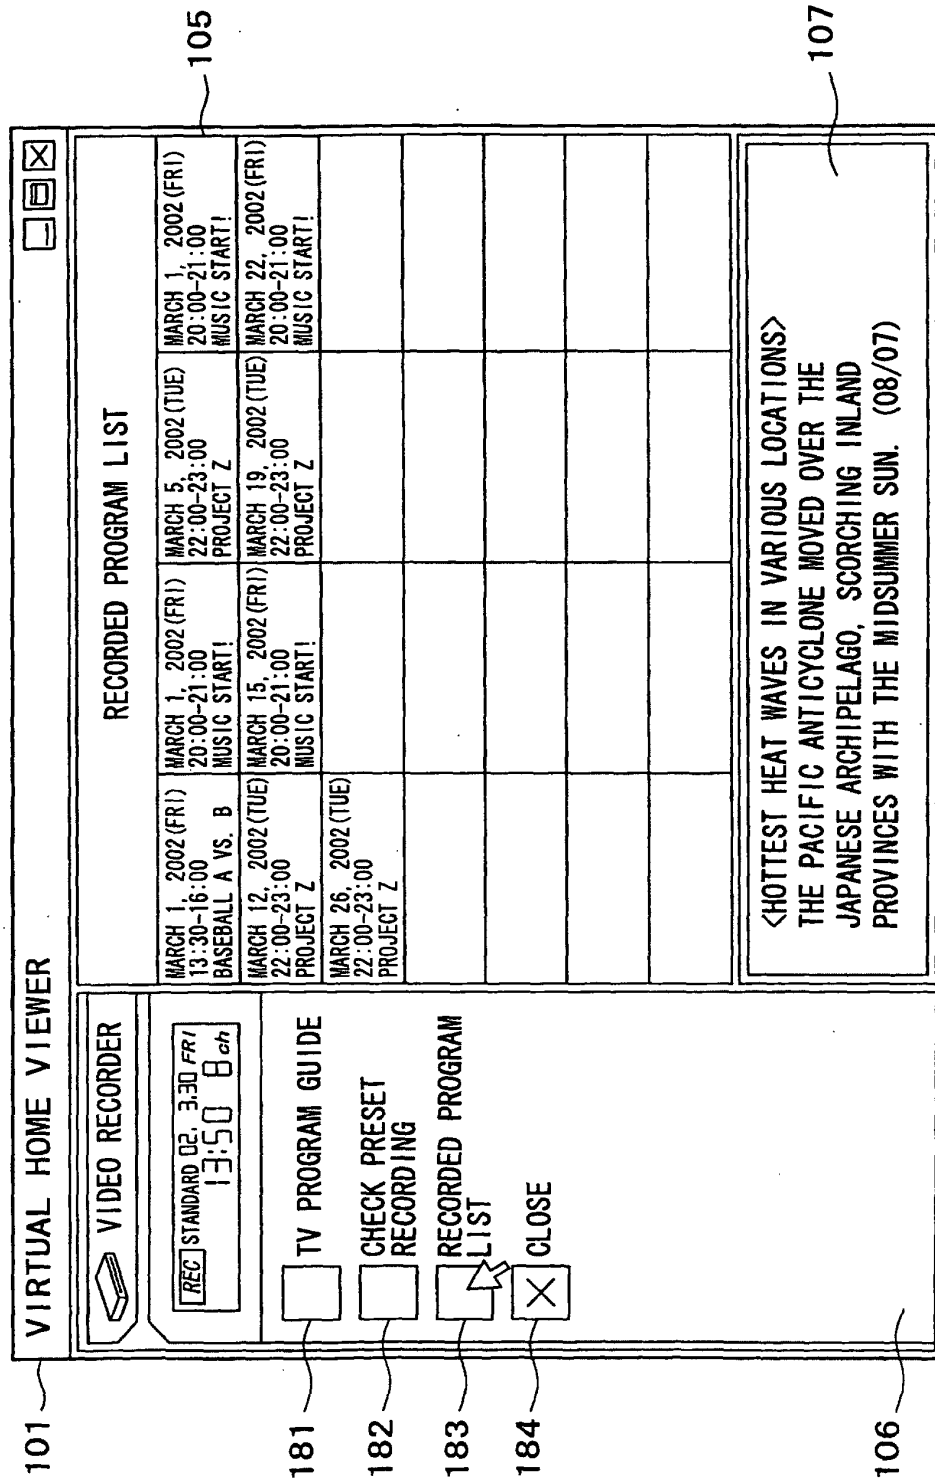 VIRTUAL HOME VIEWER
VIDEO RECORDER
REC STANDARD 02. 3.30 FRI
13:50 8ch
TV PROGRAM GUIDE
CHECK PRESET
RECORDING
RECORDED PROGRAM
LIST
CLOSE
RECORDED PROGRAM LIST
MARCH 1, 2002(FRI)
13:30-16:00
BASEBALL A VS. B
MARCH 1, 2002(FRI)
20:00-21:00
MUSIC START!
MARCH 5, 2002(TUE)
22:00-23:00
PROJECT Z
MARCH 1, 2002(FRI)
20:00-21:00
MUSIC START!
MARCH 12, 2002(TUE)
22:00-23:00
PROJECT Z
MARCH 15, 2002(FRI)
20:00-21:00
MUSIC START!
MARCH 19, 2002(TUE)
22:00-23:00
PROJECT Z
MARCH 22, 2002(FRI)
20:00-21:00
MUSIC START!
MARCH 26, 2002(TUE)
22:00-23:00
PROJECT Z
<HOTTEST HEAT WAVES IN VARIOUS LOCATIONS>
THE PACIFIC ANTICYCLONE MOVED OVER THE
JAPANESE ARCHIPELAGO, SCORCHING INLAND
PROVINCES WITH THE MIDSUMMER SUN. (08/07)
101
181
182
183
184
106
105
107